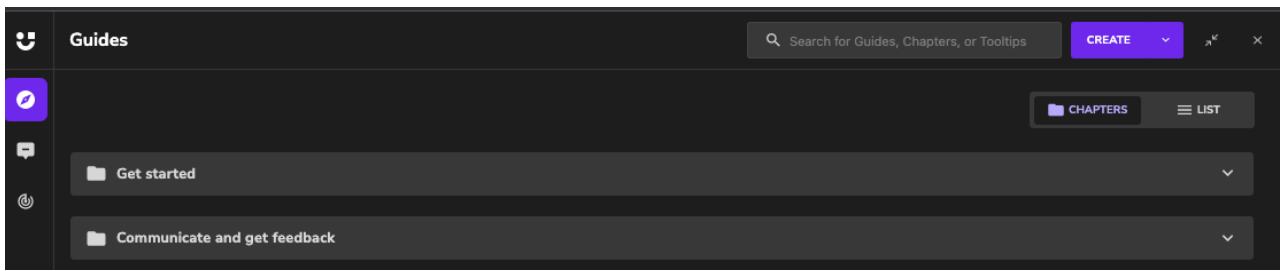 Guides
Search for Guides, Chapters, or Tooltips
CREATE
CHAPTERS
LIST
Get started
Communicate and get feedback